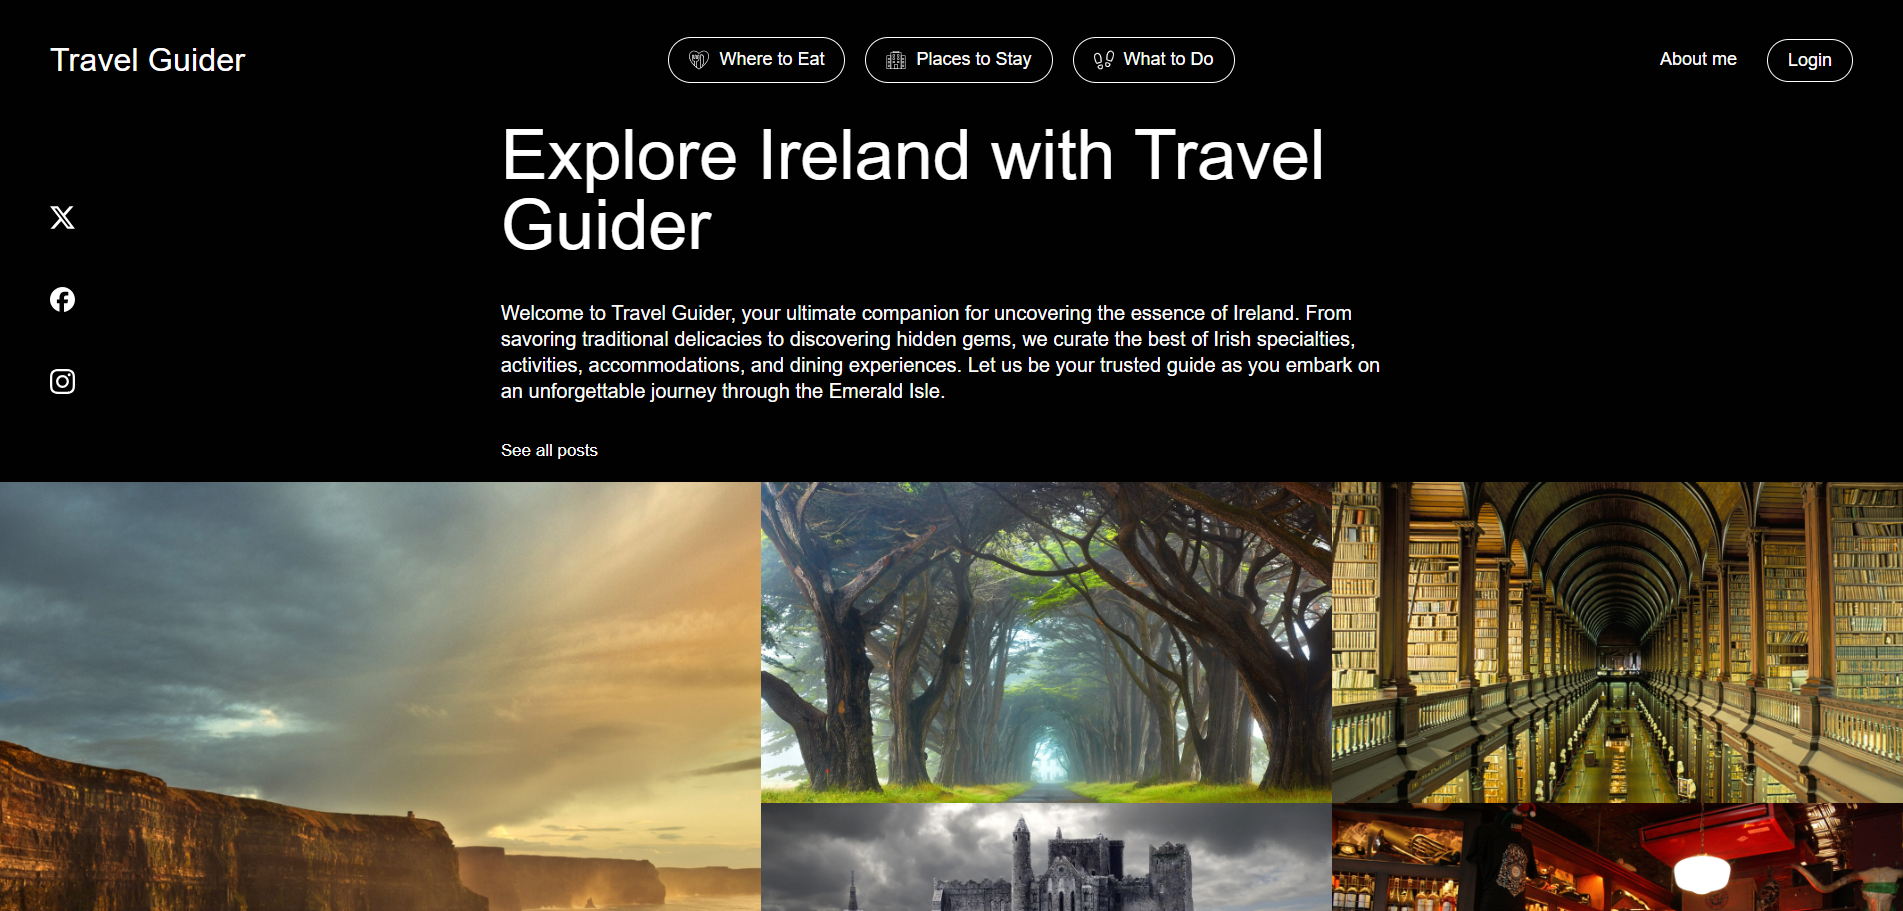 Travel Guider
Where to Eat
Places to Stay
What to Do
About me
Login
Explore Ireland with Travel
Guider
Welcome to Travel Guider, your ultimate companion for uncovering the essence of Ireland. From
savoring traditional delicacies to discovering hidden gems, we curate the best of Irish specialties,
activities, accommodations, and dining experiences. Let us be your trusted guide as you embark on
an unforgettable journey through the Emerald Isle.
See all posts